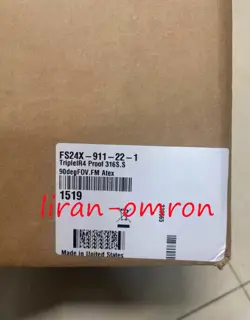 FS24X-911-22-1
TripleIR4 Proof 316S.S
90degFOV.FM Atex
1519
liran-omron
Made in United States